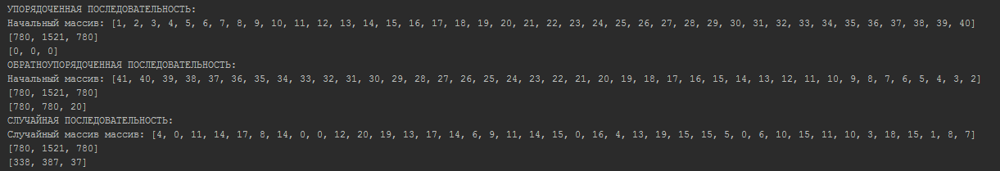 УПОРЯДОЧЕННАЯ ПОСЛЕДОВАТЕЛЬНОСТЬ:
Начальный массив: [1, 2, 3, 4, 5, 6, 7, 8, 9, 10, 11, 12, 13, 14, 15, 16, 17, 18, 19, 20, 21, 22, 23, 24, 25, 26, 27, 28, 29, 30, 31, 32, 33, 34, 35, 36, 37, 38, 39, 40]
[780, 1521, 780]
[0, 0, 0]
ОБРАТНОУПОРЯДОЧЕННАЯ ПОСЛЕДОВАТЕЛЬНОСТЬ:
Начальный массив: [41, 40, 39, 38, 37, 36, 35, 34, 33, 32, 31, 30, 29, 28, 27, 26, 25, 24, 23, 22, 21, 20, 19, 18, 17, 16, 15, 14, 13, 12, 11, 10, 9, 8, 7, 6, 5, 4, 3, 2]
[780, 1521, 780]
[780, 780, 20]
СЛУЧАЙНАЯ ПОСЛЕДОВАТЕЛЬНОСТЬ:
Случайный массив массив: [4, 0, 11, 14, 17, 8, 14, 0, 0, 12, 20, 19, 13, 17, 14, 6, 9, 11, 14, 15, 0, 16, 4, 13, 19, 15, 15, 5, 0, 6, 10, 15, 11, 10, 3, 18, 15, 1, 8, 7]
[780, 1521, 780]
[338, 387, 37]